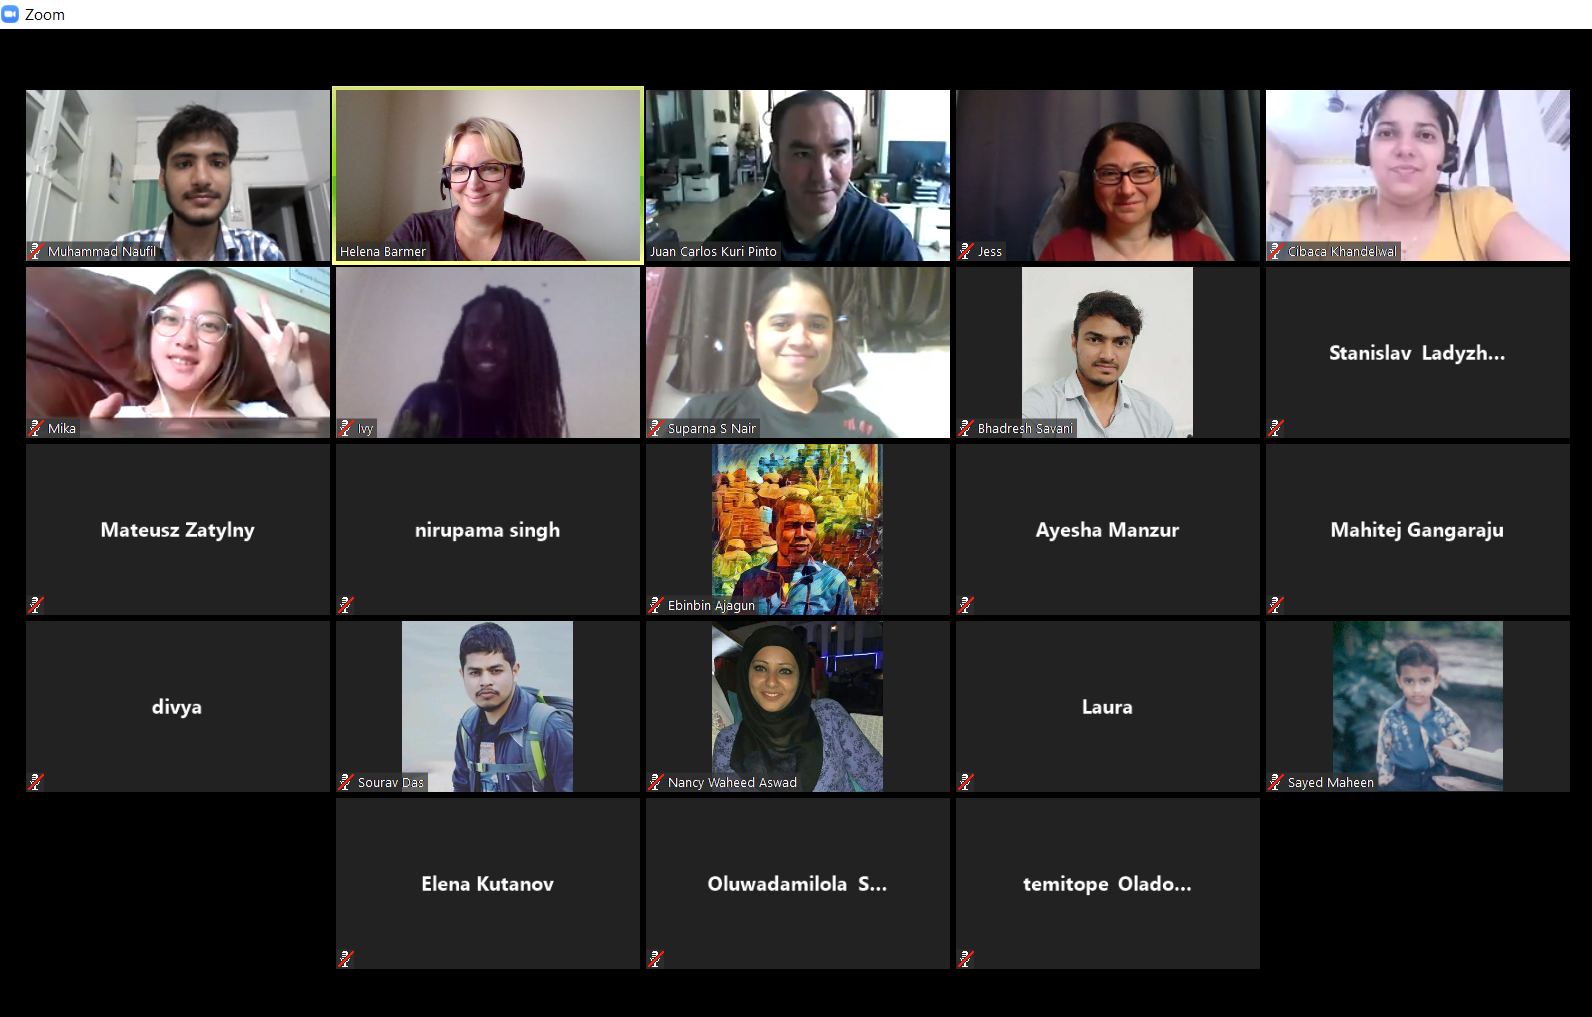 Zoom
Muhammad Naufil
Helena Barmer
Juan Carlos Kuri Pinto
Jess
Cibaca Khandelwal
Mika
Ivy
Suparna S Nair
Bhadresh Savani
Stanislav Ladyzh...
Mateusz Zatylny
nirupama singh
Ebinbin Ajagun
Ayesha Manzur
Mahitej Gangaraju
divya
Sourav Das
Nancy Waheed Aswad
Laura
Sayed Maheen
Elena Kutanov
Oluwadamilola S...
temitope Olado...